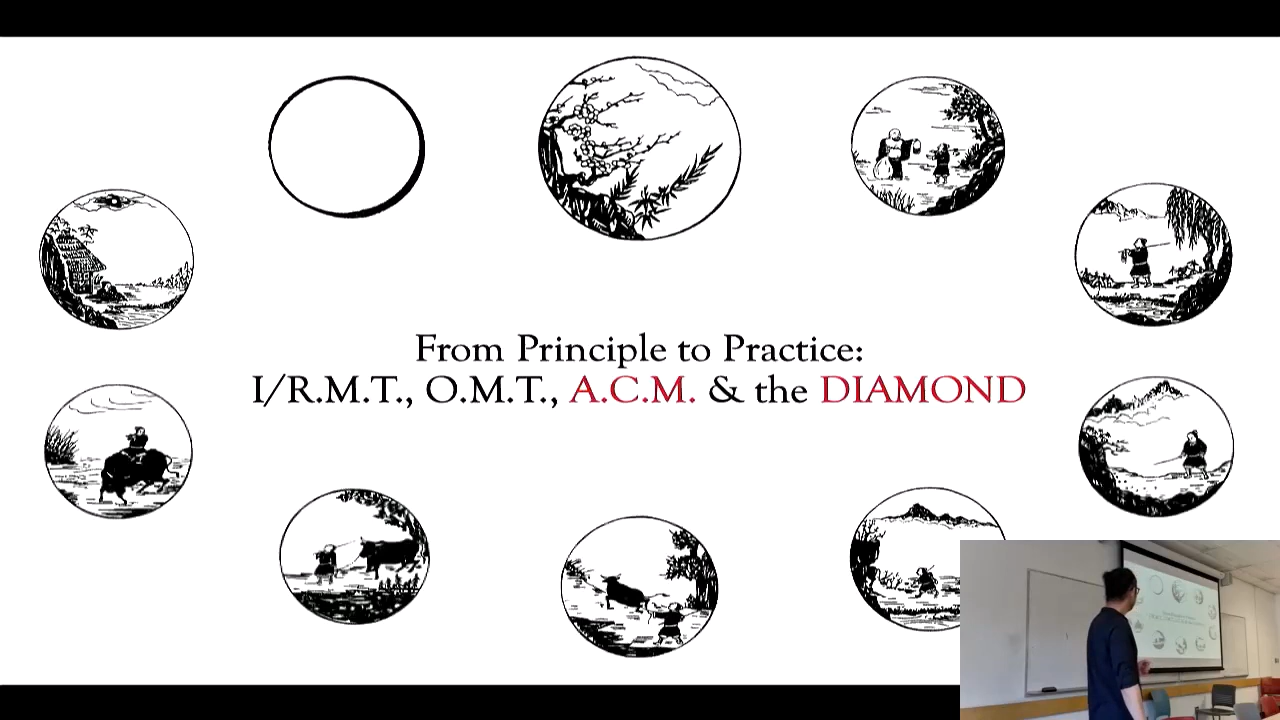 From Principle to Practice:
I/R.M.T., O.M.T., A.C.M. & the DIAMOND